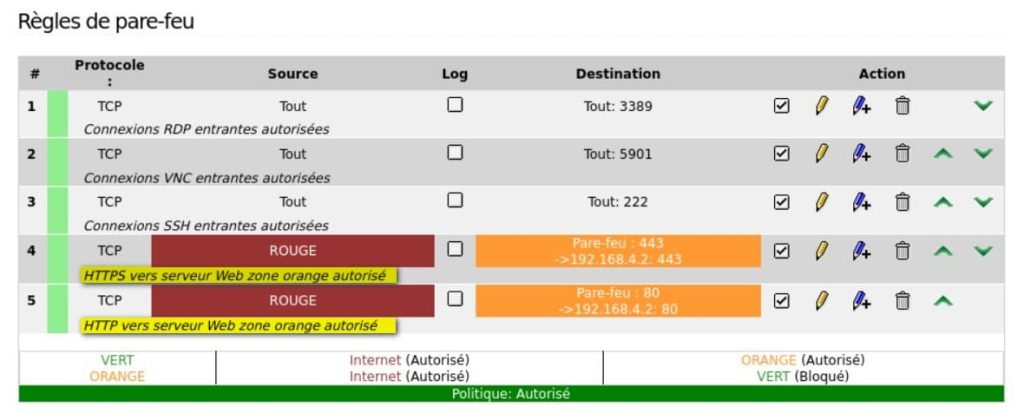 Règles de pare-feu
# Protocole : Source Log Destination Action
1 TCP Tout Tout: 3389
Connexions RDP entrantes autorisées
2 TCP Tout Tout: 5901
Connexions VNC entrantes autorisées
3 TCP Tout Tout: 222
Connexions SSH entrantes autorisées
4 TCP ROUGE Pare-feu : 443
->192.168.4.2: 443
HTTPS vers serveur Web zone orange autorisé
5 TCP ROUGE Pare-feu : 80
->192.168.4.2: 80
HTTP vers serveur Web zone orange autorisé
VERT Internet (Autorisé) ORANGE (Autorisé)
ORANGE Internet (Autorisé) VERT (Bloqué)
Politique: Autorisé